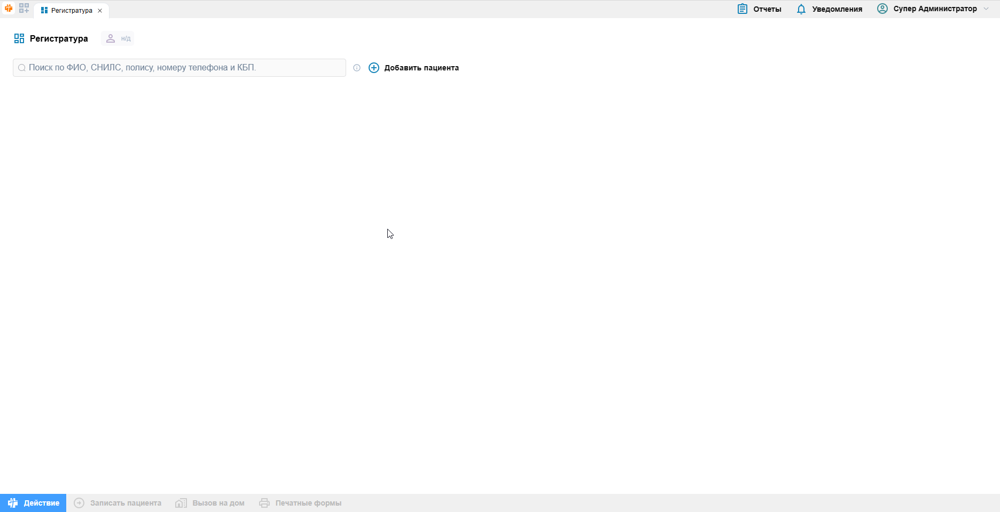 Регистратура
Отчеты
Уведомления
Супер Администратор
Регистратура
н/д
Поиск по ФИО, СНИЛС, полису, номеру телефона и КБП.
Добавить пациента
Действие
Записать пациента
Вызов на дом
Печатные формы